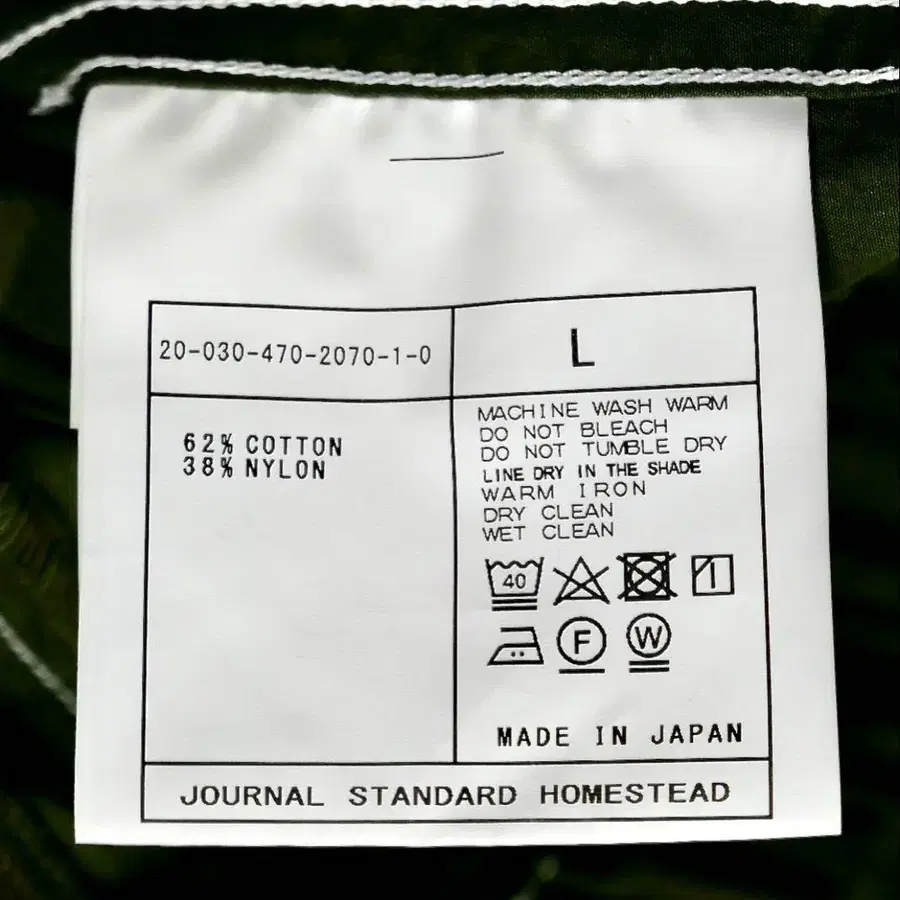 20-030-470-2070-1-0
L
62% COTTON
38% NYLON
MACHINE WASH WARM
DO NOT BLEACH
DO NOT TUMBLE DRY
LINE DRY IN THE SHADE
WARM IRON
DRY CLEAN
WET CLEAN
40
F W
MADE IN JAPAN
JOURNAL STANDARD HOMESTEAD